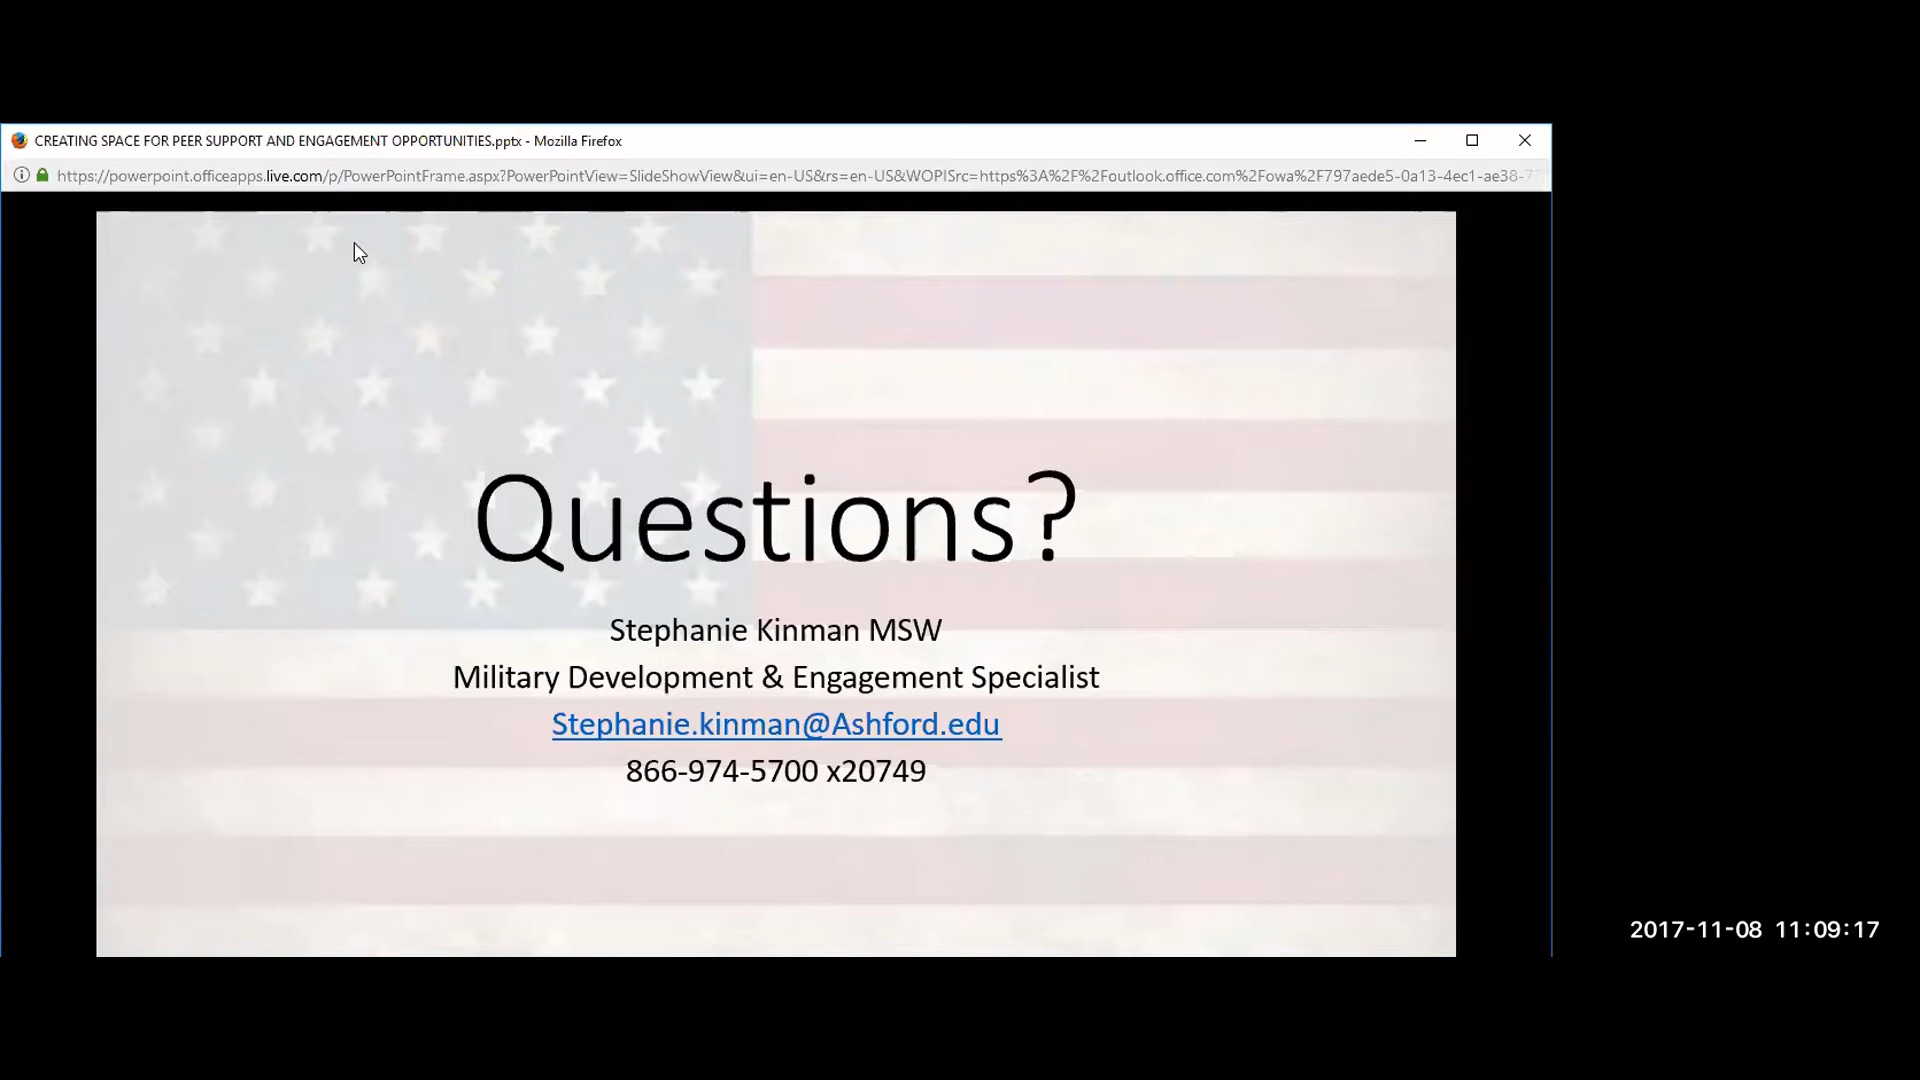 CREATING SPACE FOR PEER SUPPORT AND ENGAGEMENT OPPORTUNITIES.pptx - Mozilla Firefox
https://powerpoint.officeapps.live.com/p/PowerPointFrame.aspx?PowerPointView=SlideShowView&ui=en-US&rs=en-US&WOPISrc=https%3A%2F%2Foutlook.office.com%2Fowa%2F797aede5-0a13-4ec1-ae38-7
Questions?
Stephanie Kinman MSW
Military Development & Engagement Specialist
Stephanie.kinman@Ashford.edu
866-974-5700 x20749
2017-11-08 11:09:17